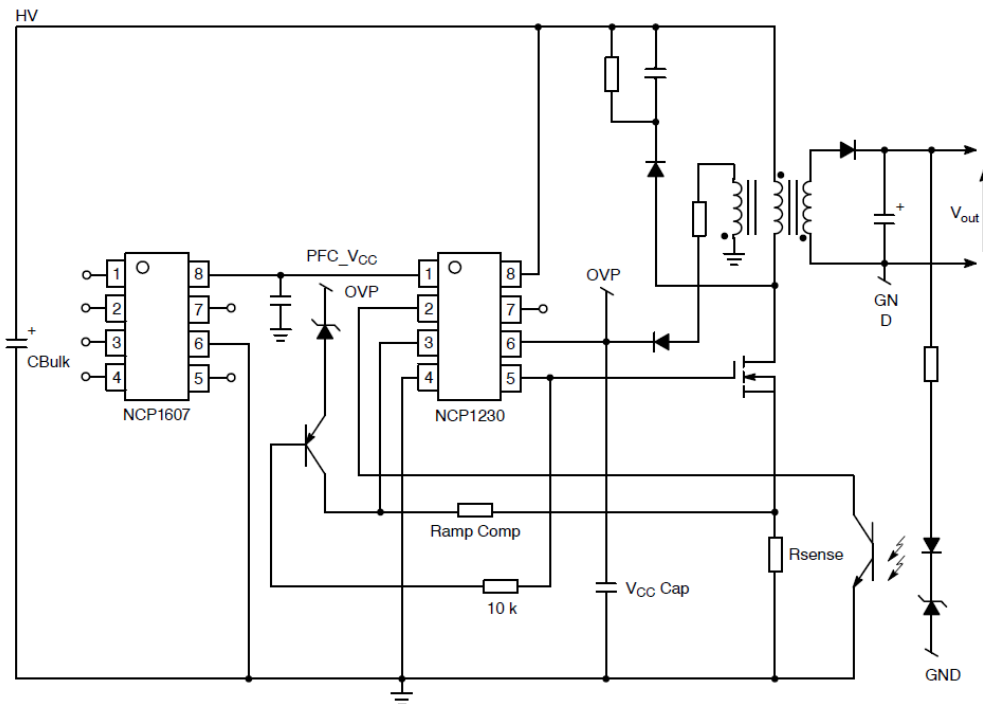 HV
CBulk
+
1
2
3
4
8
7
6
5
NCP1607
PFC_VCC
OVP
1
2
3
4
8
7
6
5
NCP1230
OVP
Ramp Comp
10 k
VCC Cap
Rsense
+
Vout
GN
D
GND